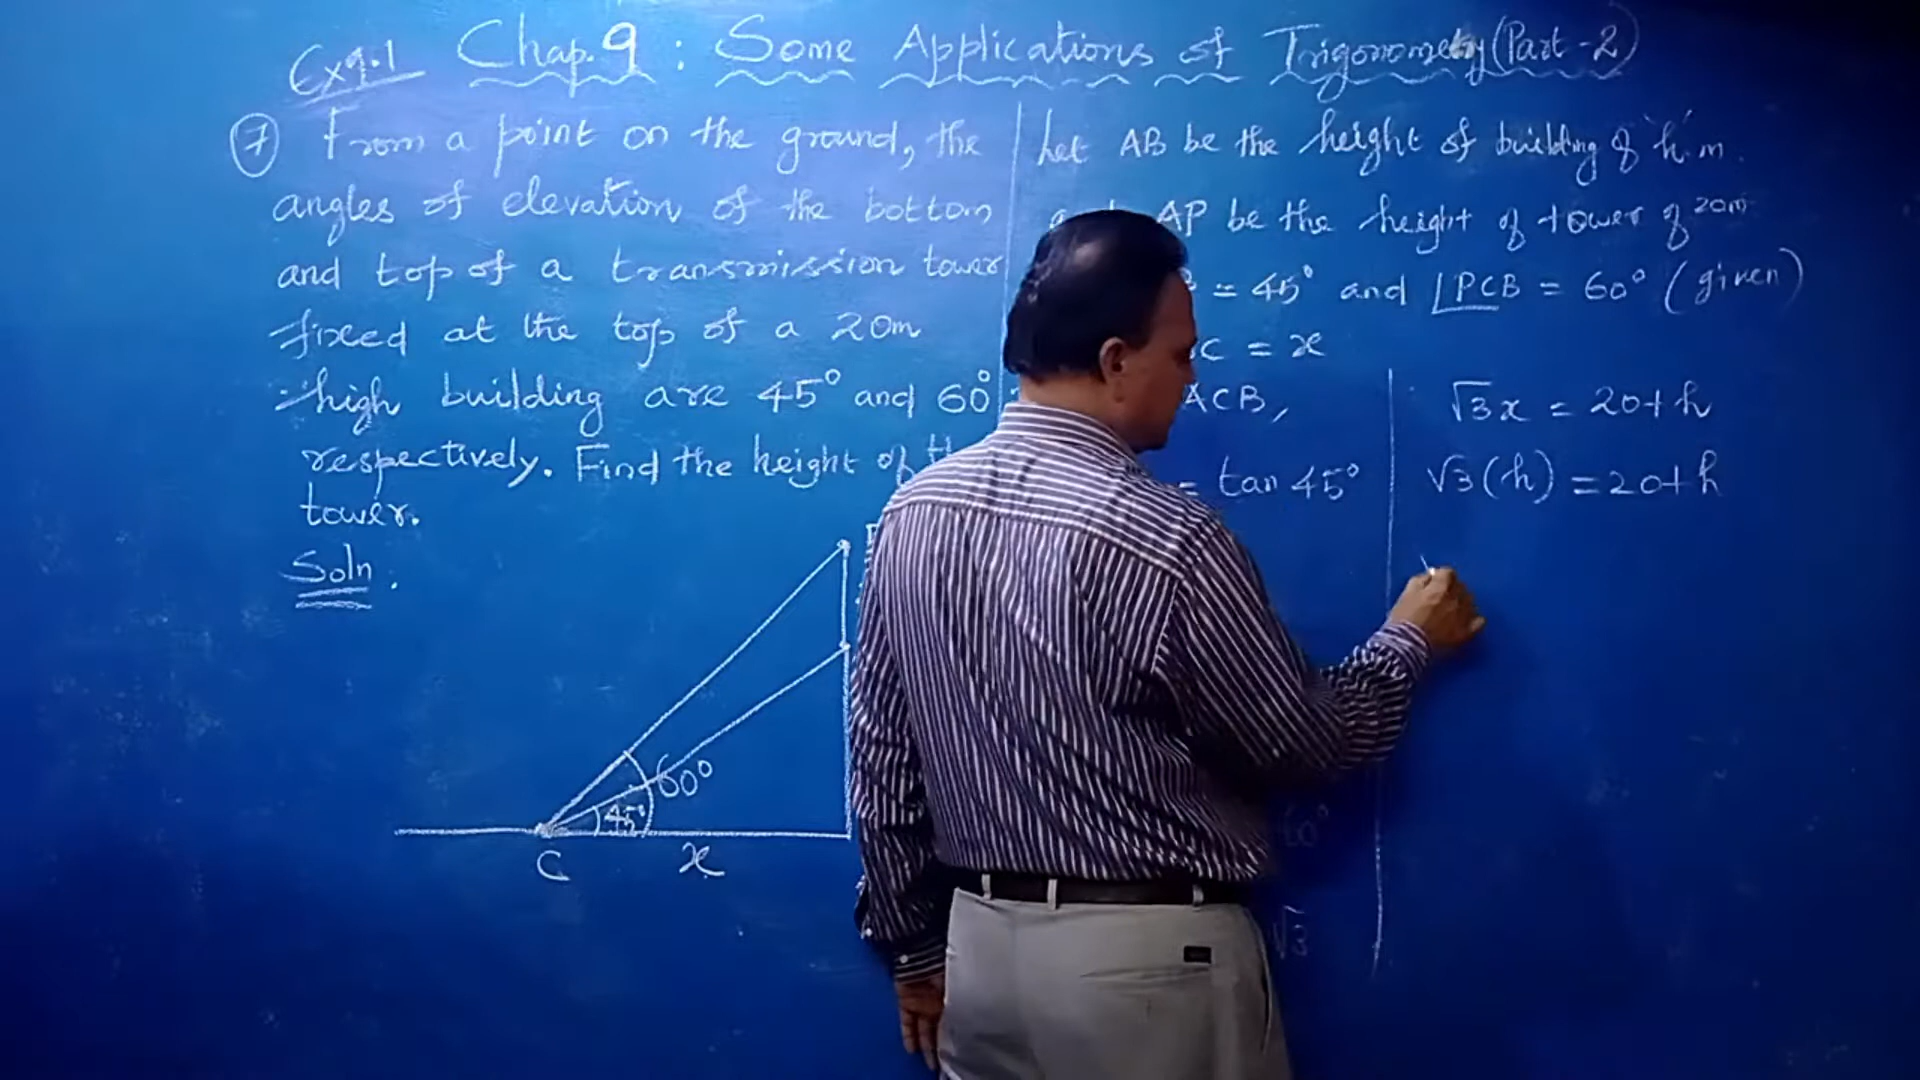 Ex 9.1 Chap. 9 : Some Applications of Trigonometry (Part - 2)
7 From a point on the ground, the
angles of elevation of the bottom
and top of a transmission tower
fixed at the top of a 20m
high building are 45° and 60°
respectively. Find the height of
tower.
Soln.
60°
45°
C x
Let AB be the height of building of 'h' m.
AP be the height of tower of 20m
= 45° and ∠PCB = 60° (given)
C = x
ACB,
= tan 45°
√3
√3x = 20+h
√3(h) = 20+h